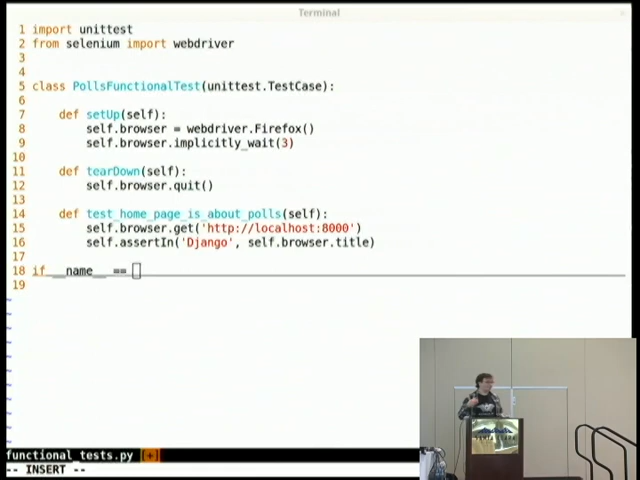 Terminal
1 import unittest
2 from selenium import webdriver
3
4
5 class PollsFunctionalTest(unittest.TestCase):
6
7     def setUp(self):
8         self.browser = webdriver.Firefox()
9         self.browser.implicitly_wait(3)
10
11     def tearDown(self):
12         self.browser.quit()
13
14     def test_home_page_is_about_polls(self):
15         self.browser.get('http://localhost:8000')
16         self.assertIn('Django', self.browser.title)
17
18 if __name__ == 
19
~
~
~
~
~
~
~
~
~
~
functional_tests.py [+]
-- INSERT --